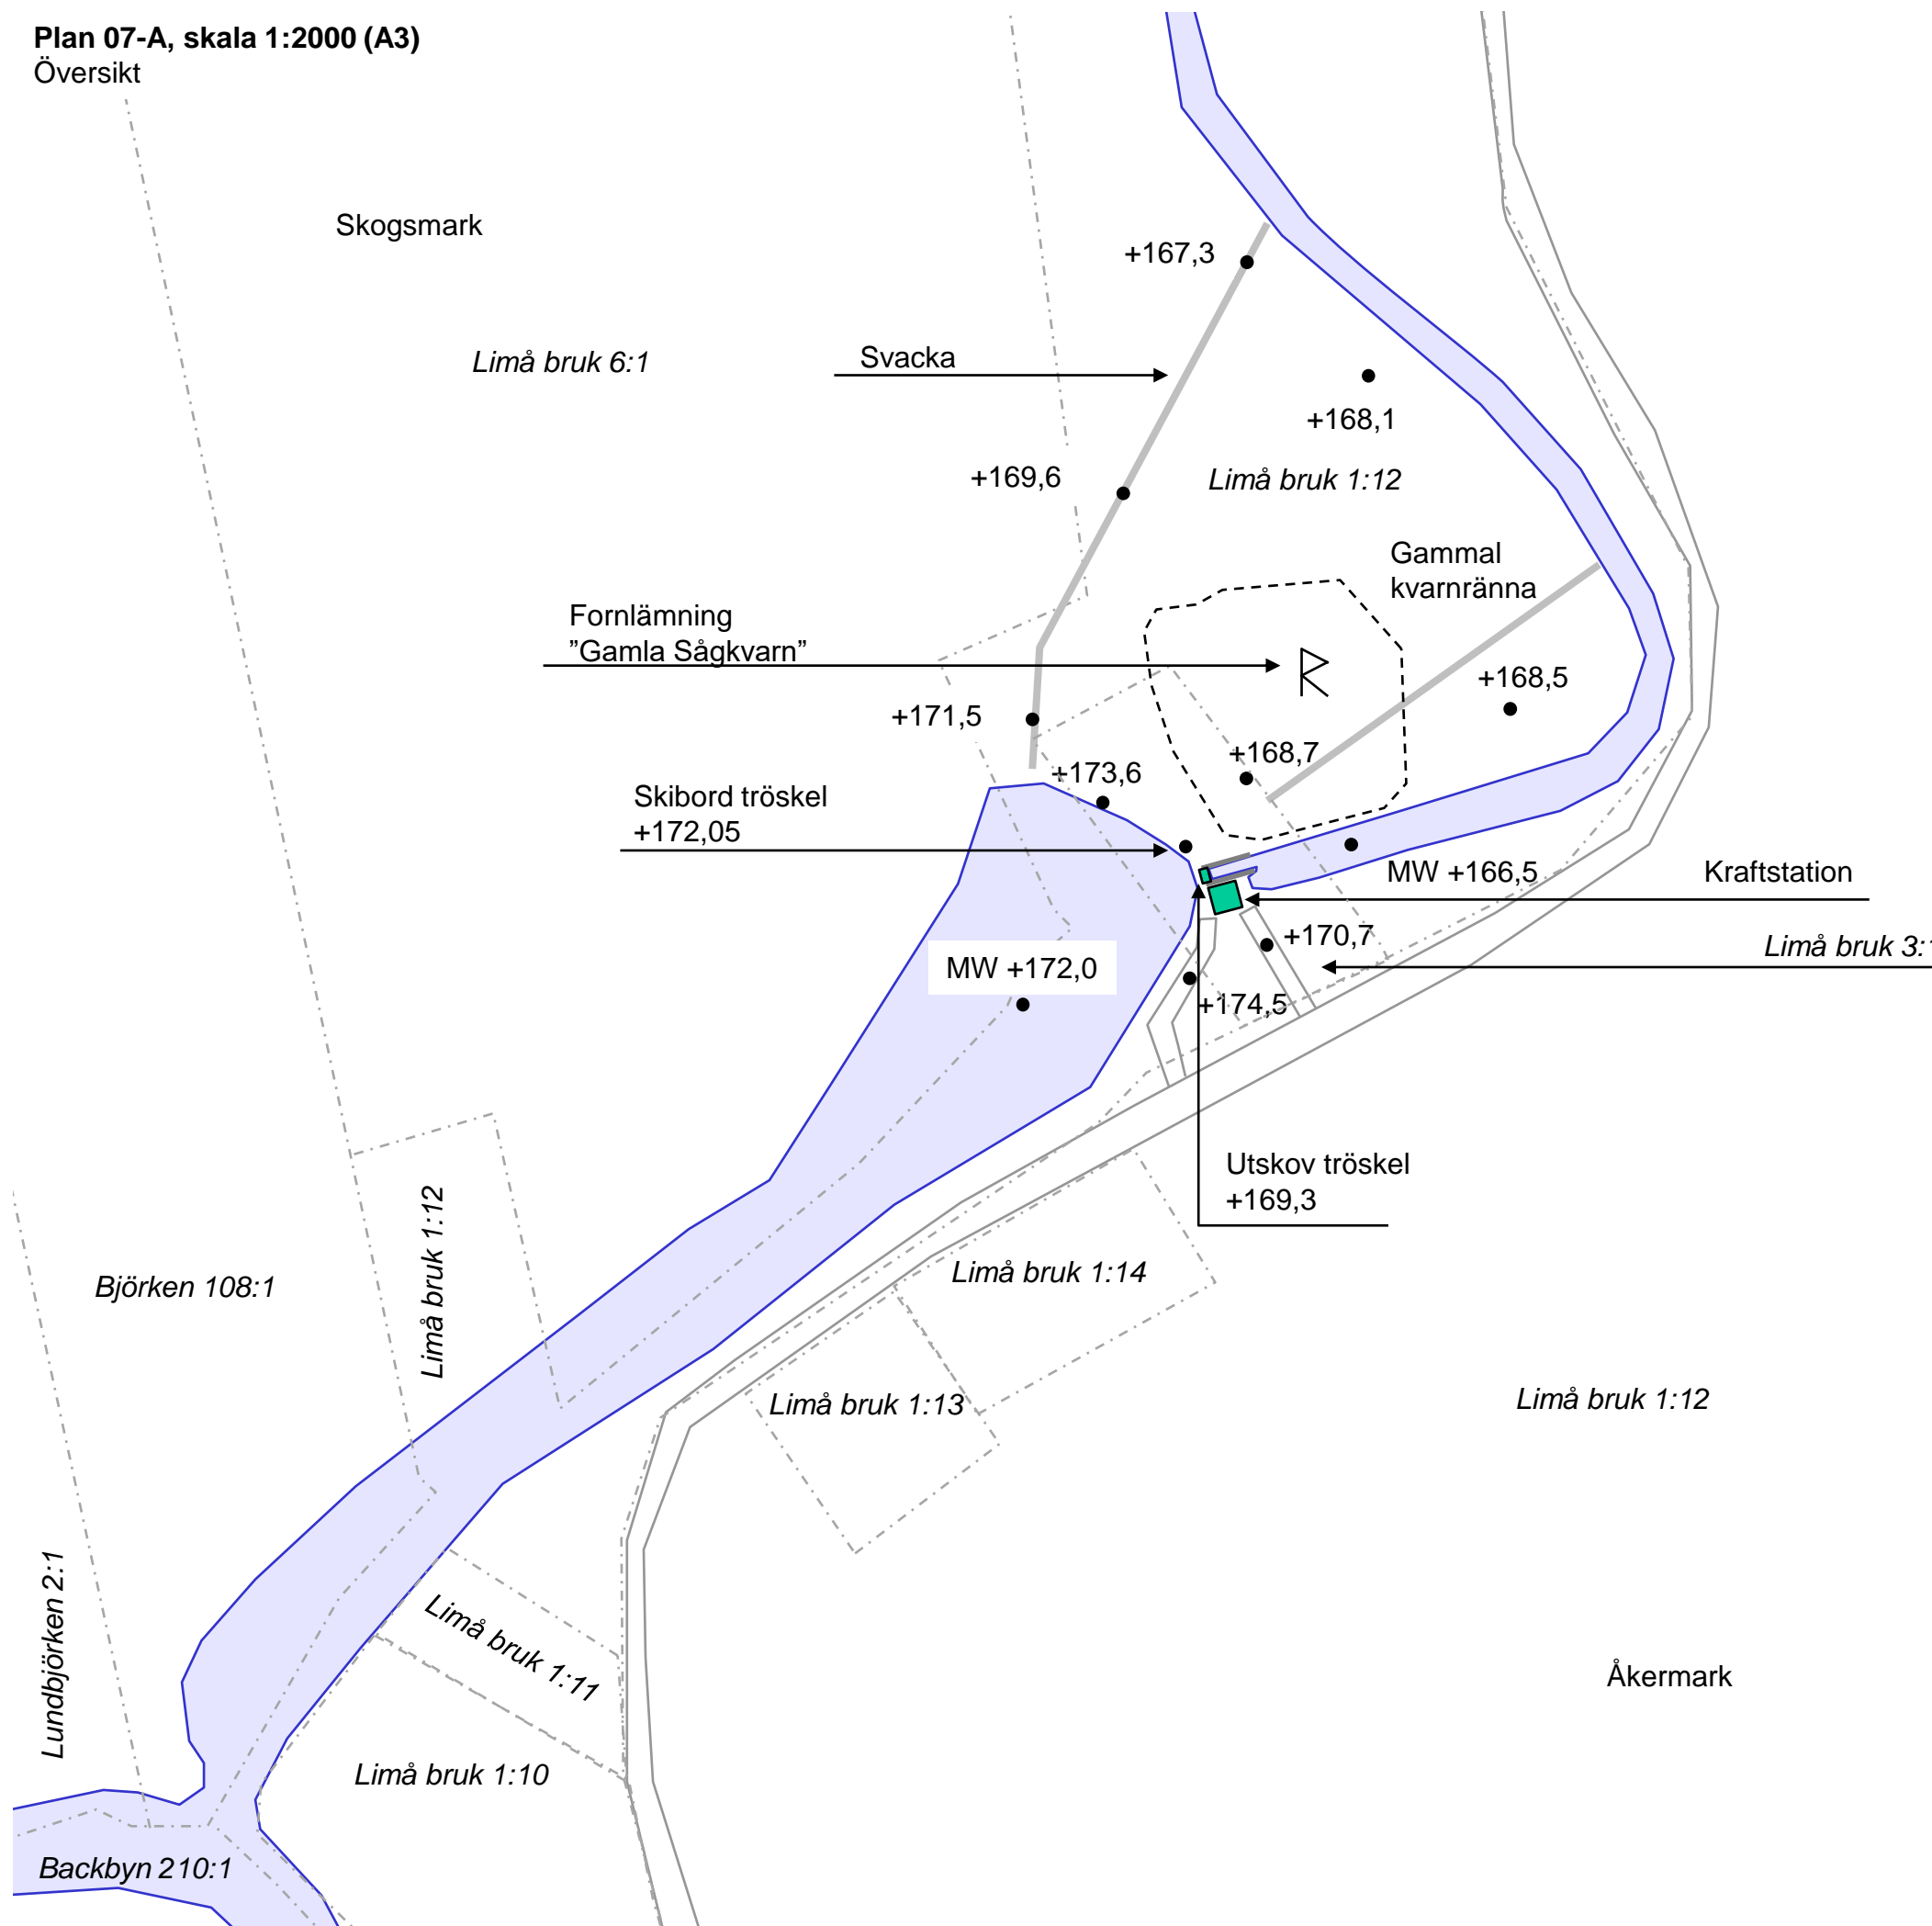 Plan 07-A, skala 1:2000 (A3)
Översikt
Skogsmark
+167,3
Limå bruk 6:1
Svacka
+168,1
+169,6
Limå bruk 1:12
Gammal
kvarnränna
Fornlämning
”Gamla Sågkvarn”
R
+168,5
+171,5
+168,7
+173,6
Skibord tröskel
+172,05
MW +166,5
Kraftstation
+170,7
Limå bruk 3:
MW +172,0
+174,5
Utskov tröskel
+169,3
Limå bruk 1:12
Björken 108:1
Limå bruk 1:14
Limå bruk 1:13
Limå bruk 1:12
Lundbjörken 2:1
Limå bruk 1:11
Åkermark
Limå bruk 1:10
Backbyn 210:1